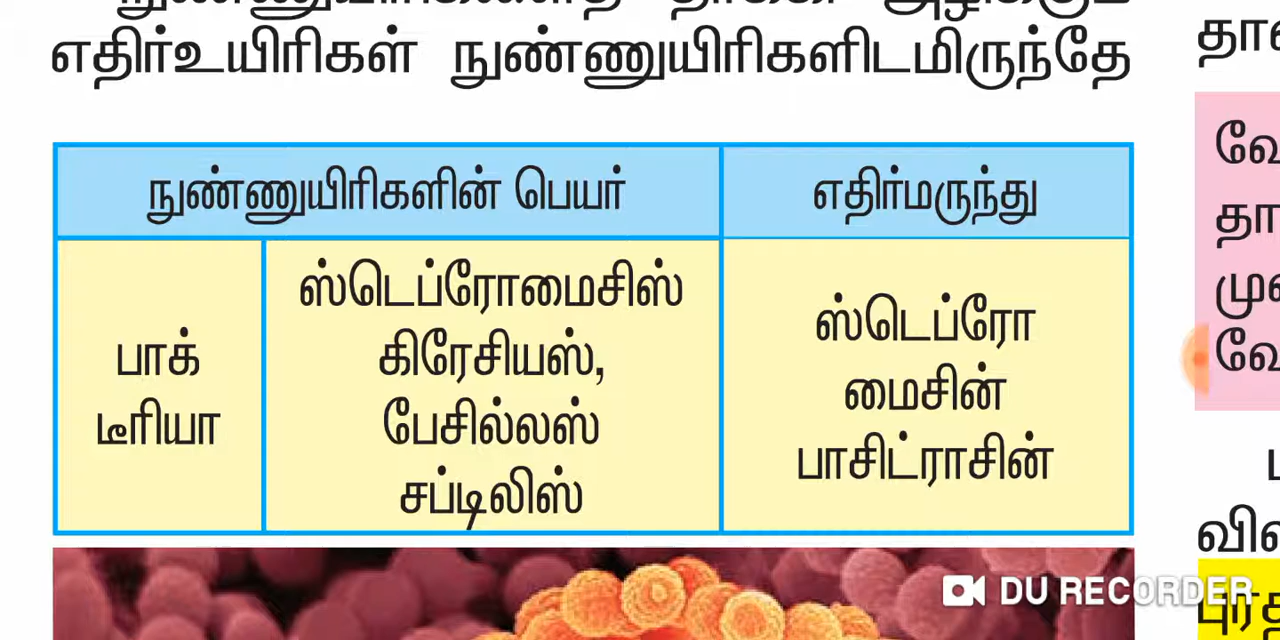 எதிர்உயிரிகள் நுண்ணுயிரிகளிடமிருந்தே
நுண்ணுயிரிகளின் பெயர்
எதிர்மருந்து
பாக்
டீரியா
ஸ்டெப்ரோமைசிஸ்
கிரேசியஸ்,
பேசில்லஸ்
சப்டிலிஸ்
ஸ்டெப்ரோ
மைசின்
பாசிட்ராசின்
DU RECORDER